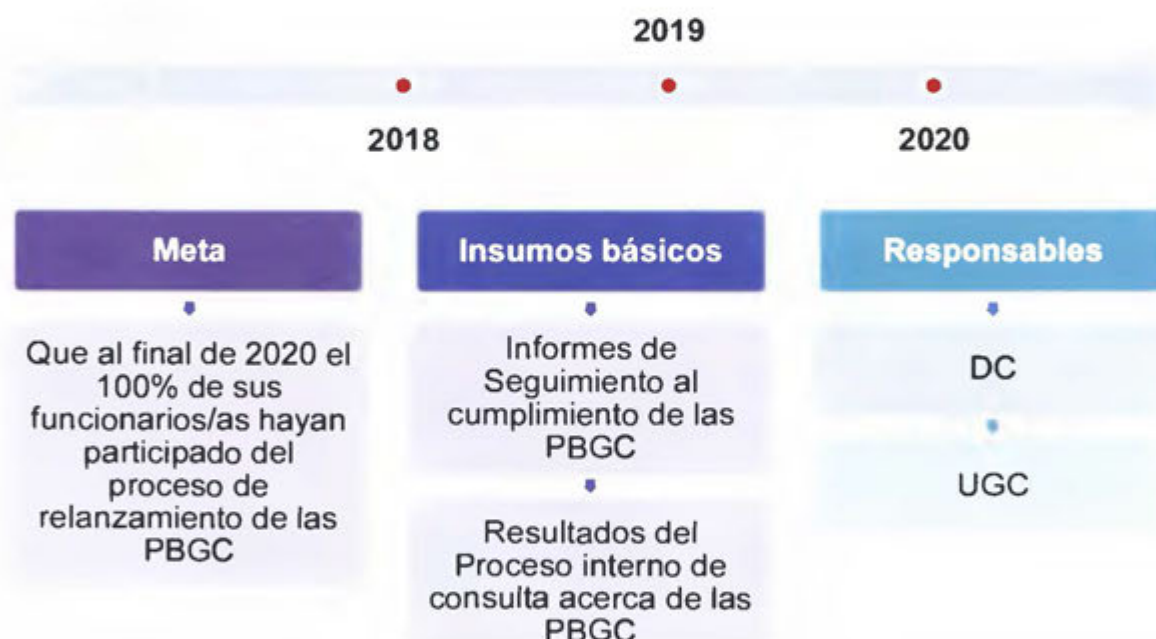 2019
2018
2020
Meta
Que al final de 2020 el
100% de sus
funcionarios/as hayan
participado del
proceso de
relanzamiento de las
PBGC
Insumos básicos
Informes de
Seguimiento al
cumplimiento de las
PBGC
Resultados del
Proceso interno de
consulta acerca de las
PBGC
Responsables
DC
UGC